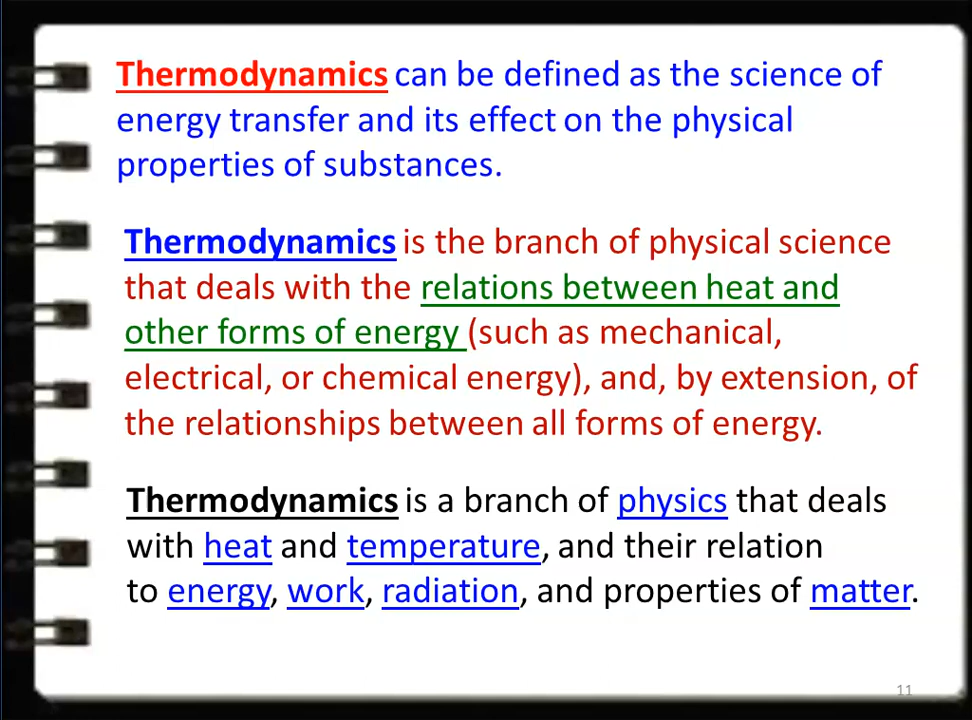 Thermodynamics can be defined as the science of
energy transfer and its effect on the physical
properties of substances.
Thermodynamics is the branch of physical science
that deals with the relations between heat and
other forms of energy (such as mechanical,
electrical, or chemical energy), and, by extension, of
the relationships between all forms of energy.
Thermodynamics is a branch of physics that deals
with heat and temperature, and their relation
to energy, work, radiation, and properties of matter.
11